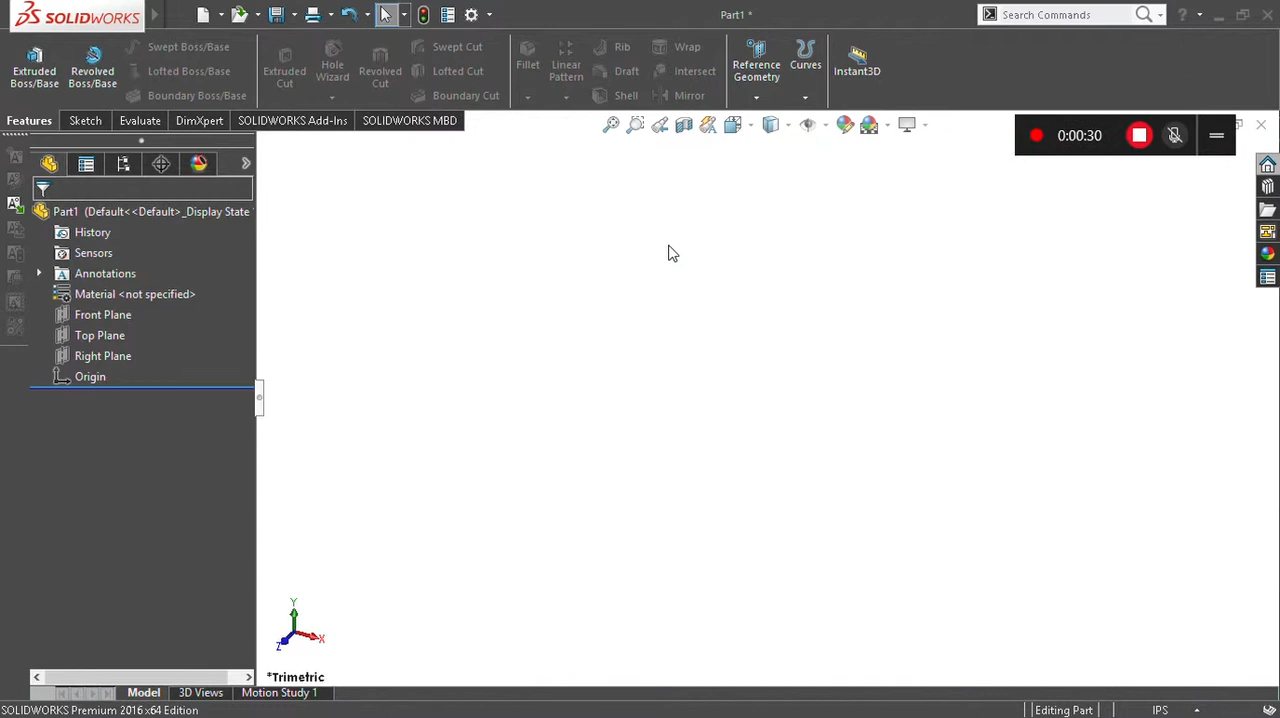 SOLIDWORKS
Part1 *
Search Commands
Extruded Boss/Base
Revolved Boss/Base
Swept Boss/Base
Lofted Boss/Base
Boundary Boss/Base
Extruded Cut
Hole Wizard
Revolved Cut
Swept Cut
Lofted Cut
Boundary Cut
Fillet
Linear Pattern
Rib
Draft
Shell
Wrap
Intersect
Mirror
Reference Geometry
Curves
Instant3D
Features
Sketch
Evaluate
DimXpert
SOLIDWORKS Add-Ins
SOLIDWORKS MBD
0:00:30
Part1 (Default<<Default>_Display State
History
Sensors
Annotations
Material <not specified>
Front Plane
Top Plane
Right Plane
Origin
Y
X
Z
*Trimetric
Model
3D Views
Motion Study 1
SOLIDWORKS Premium 2016 x64 Edition
Editing Part
IPS